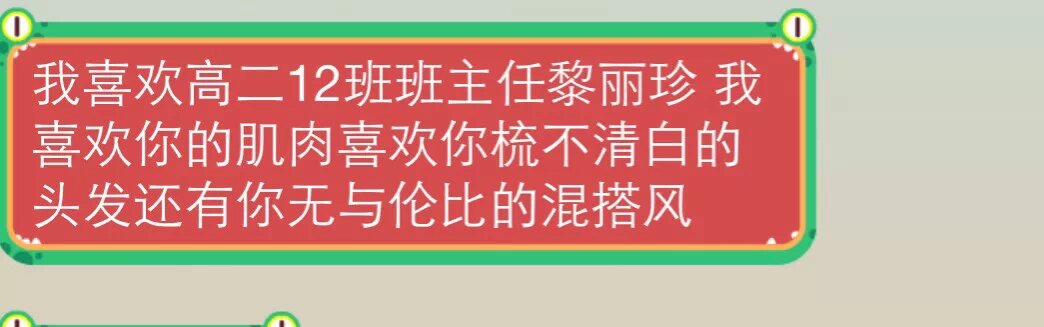 我喜欢高二12班班主任黎丽珍 我
喜欢你的肌肉喜欢你梳不清白的
头发还有你无与伦比的混搭风